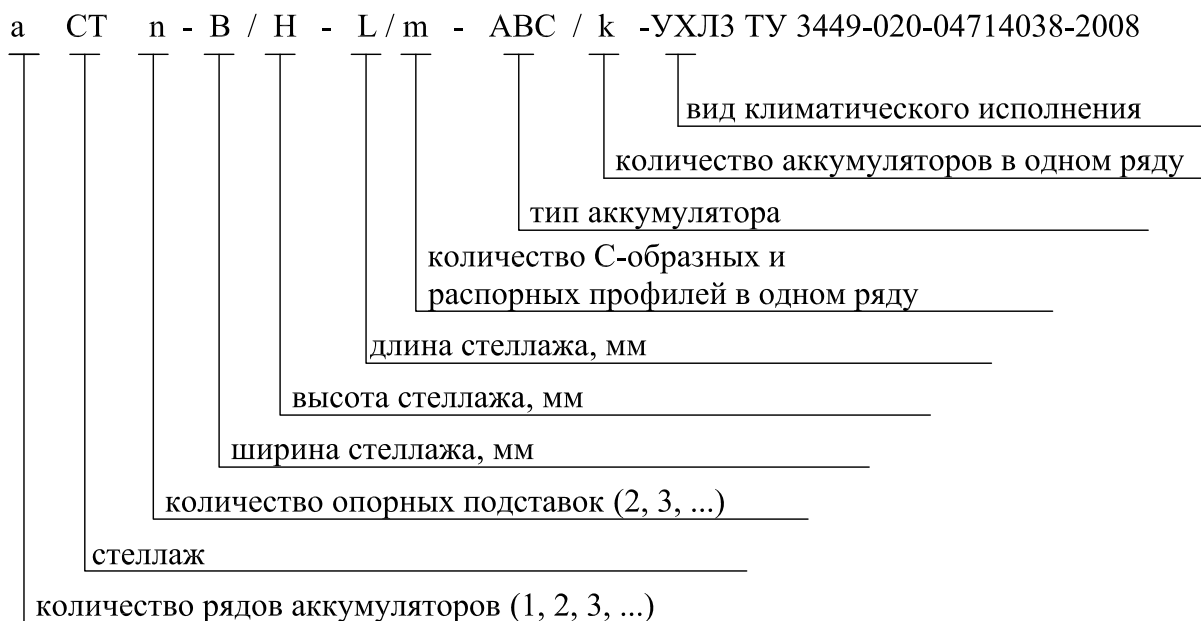 а СТ n - В / Н - L / m - АВС / k -УХЛ3 ТУ 3449-020-04714038-2008
вид климатического исполнения
количество аккумуляторов в одном ряду
тип аккумулятора
количество С-образных и
распорных профилей в одном ряду
длина стеллажа, мм
высота стеллажа, мм
ширина стеллажа, мм
количество опорных подставок (2, 3, ...)
стеллаж
количество рядов аккумуляторов (1, 2, 3, ...)